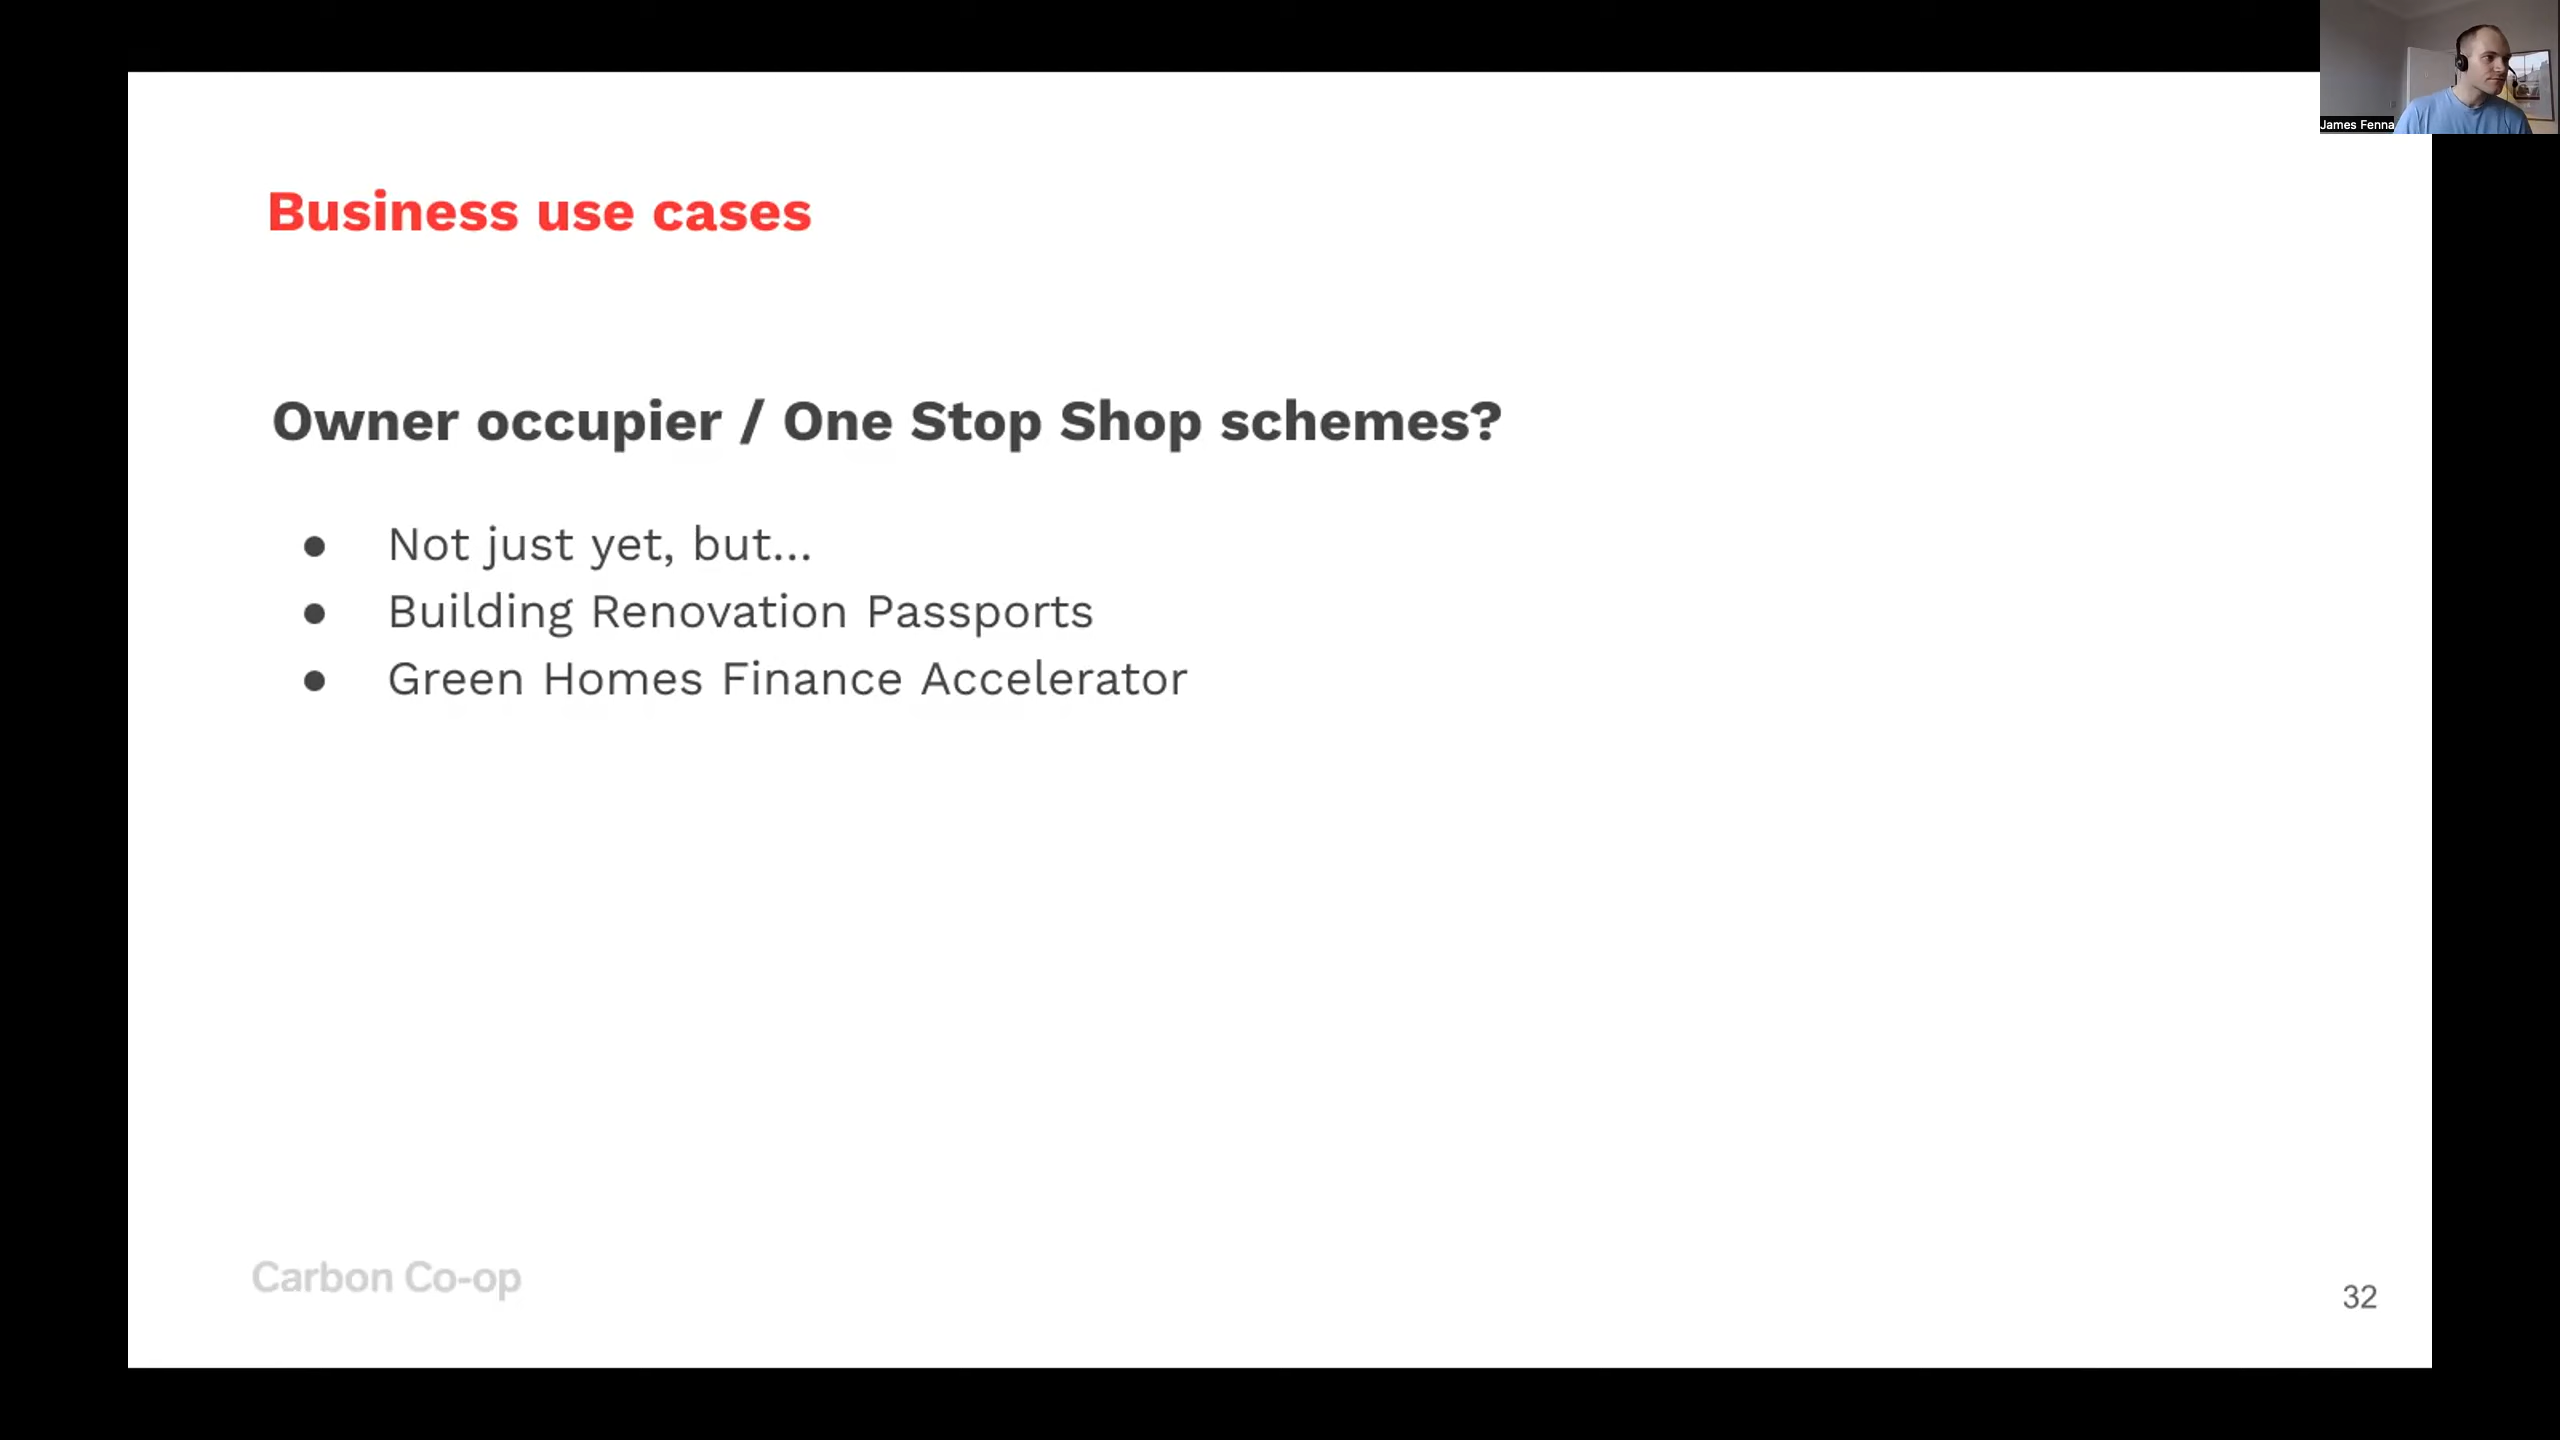 James Fenna
Business use cases
Owner occupier / One Stop Shop schemes?
● Not just yet, but...
● Building Renovation Passports
● Green Homes Finance Accelerator
Carbon Co-op
32